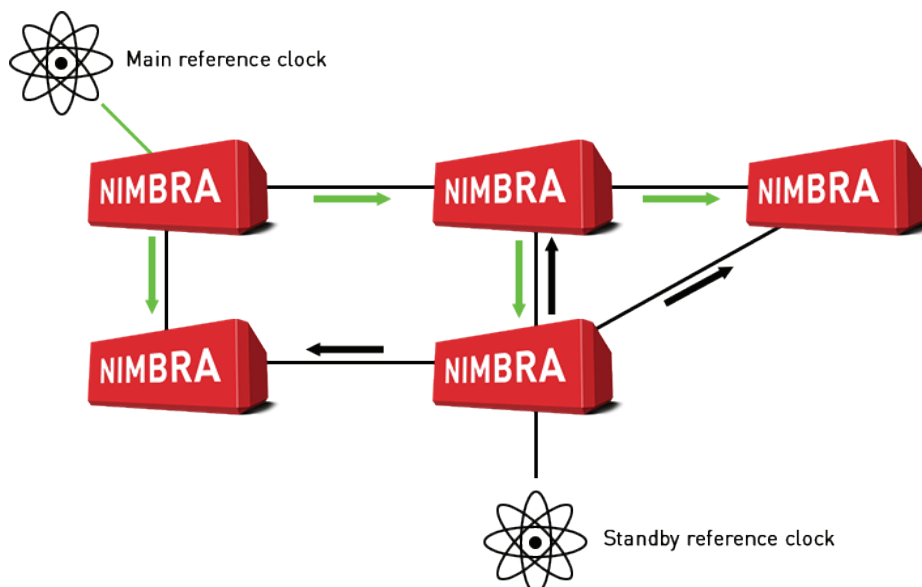 Main reference clock
NIMBRA
NIMBRA
NIMBRA
NIMBRA
NIMBRA
Standby reference clock